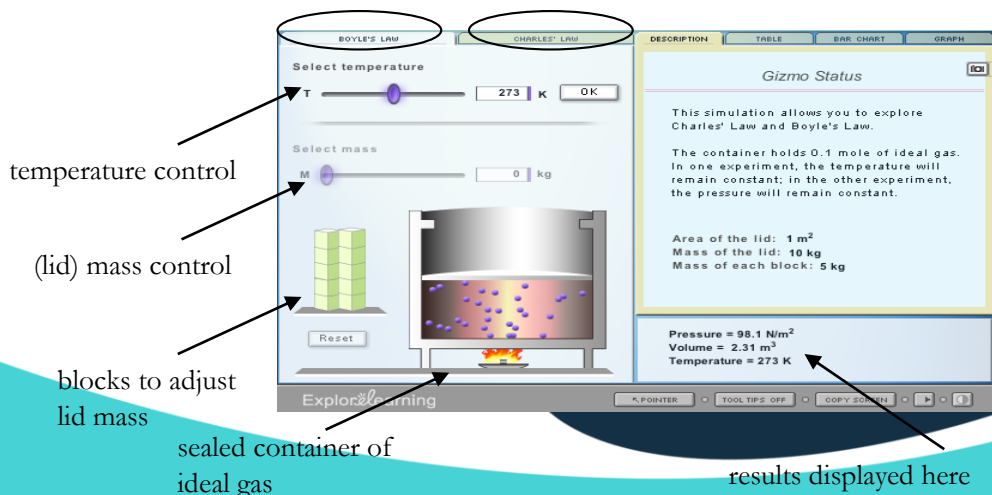 BOYLE'S LAW
CHARLES' LAW
DESCRIPTION
TABLE
BAR CHART
GRAPH
Select temperature
T
273
K
OK
temperature control
Select mass
M
0
kg
(lid) mass control
Reset
blocks to adjust
lid mass
sealed container of
ideal gas
Gizmo Status
This simulation allows you to explore
Charles' Law and Boyle's Law.
The container holds 0.1 mole of ideal gas.
In one experiment, the temperature will
remain constant; in the other experiment,
the pressure will remain constant.
Area of the lid: 1 m²
Mass of the lid: 10 kg
Mass of each block: 5 kg
Pressure = 98.1 N/m²
Volume = 2.31 m³
Temperature = 273 K
ExploreLearning
POINTER
TOOL TIPS OFF
COPY SCREEN
results displayed here